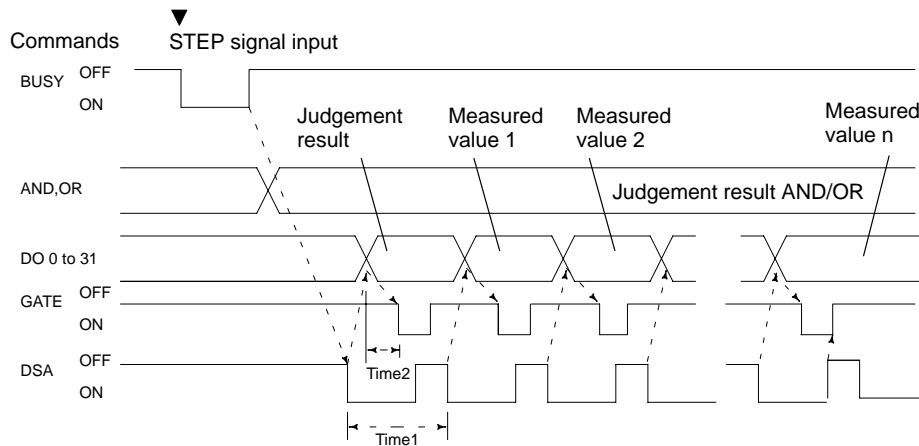 Commands
STEP signal input
BUSY
OFF
ON
Judgement
result
Measured
value 1
Measured
value 2
Measured
value n
AND,OR
Judgement result AND/OR
DO 0 to 31
GATE
OFF
ON
DSA
OFF
ON
Time2
Time1